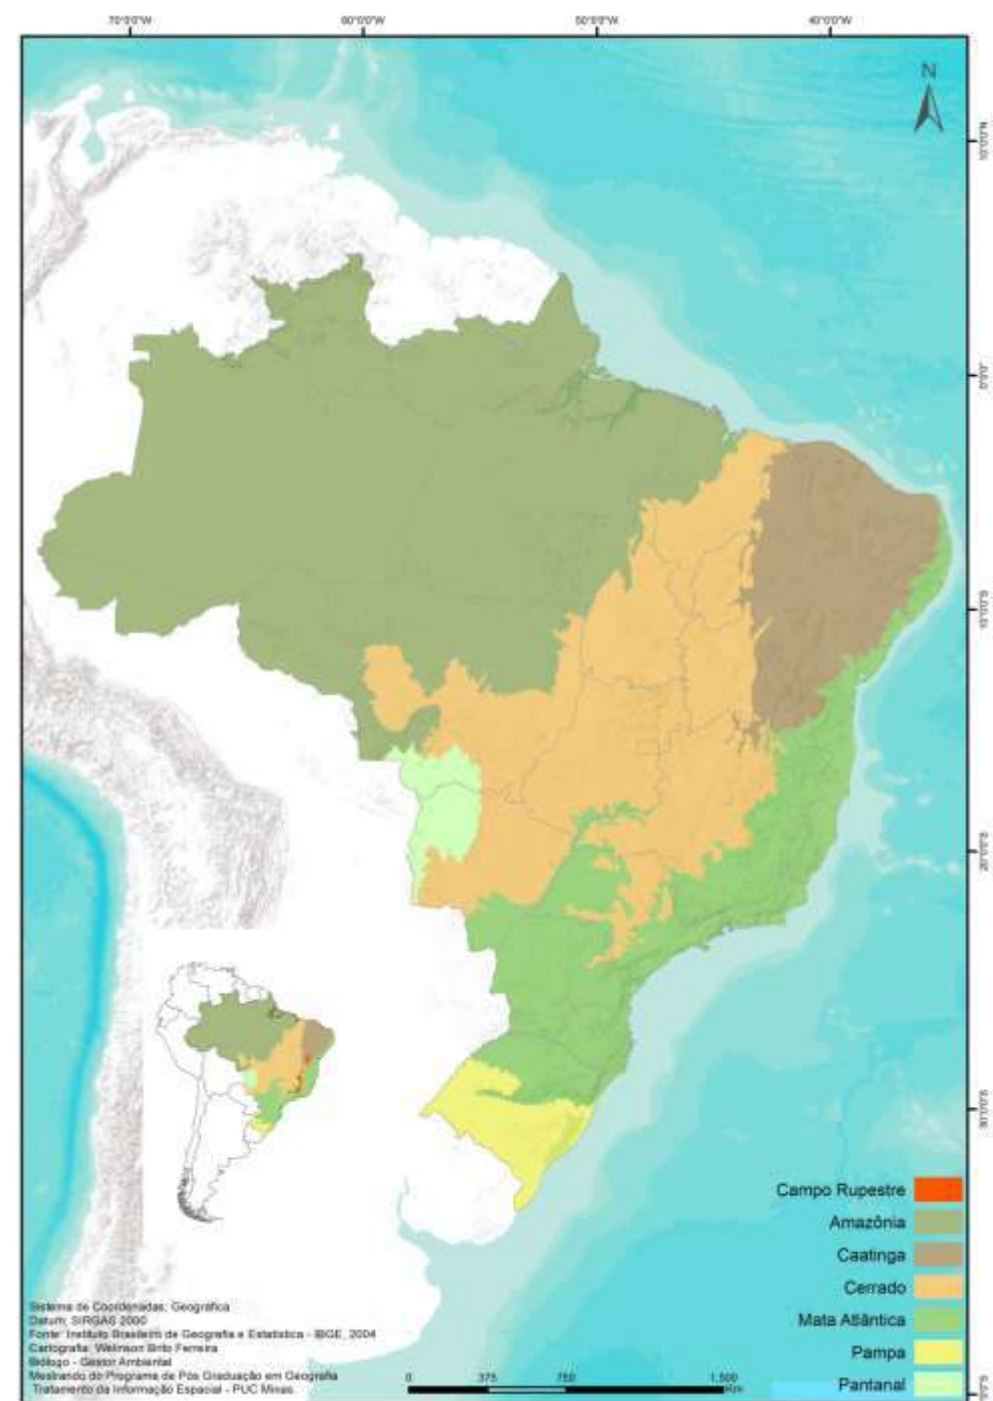 70°0'0"W 60°0'0"W 50°0'0"W 40°0'0"W
N
10°0'0"N
0°0'0"
10°0'0"S
20°0'0"S
30°0'0"S
Campo Rupestre
Amazônia
Caatinga
Cerrado
Mata Atlântica
Pampa
Pantanal
Sistema de Coordenadas: Geográfica
Datum: SIRGAS 2000
Fonte: Instituto Brasileiro de Geografia e Estatística - IBGE, 2004
Cartografia: Welinson Brito Ferreira
Biólogo - Gestor Ambiental
Mestrando do Programa de Pós Graduação em Geografia
Tratamento da Informação Espacial - PUC Minas
0 375 750 1.500
Km